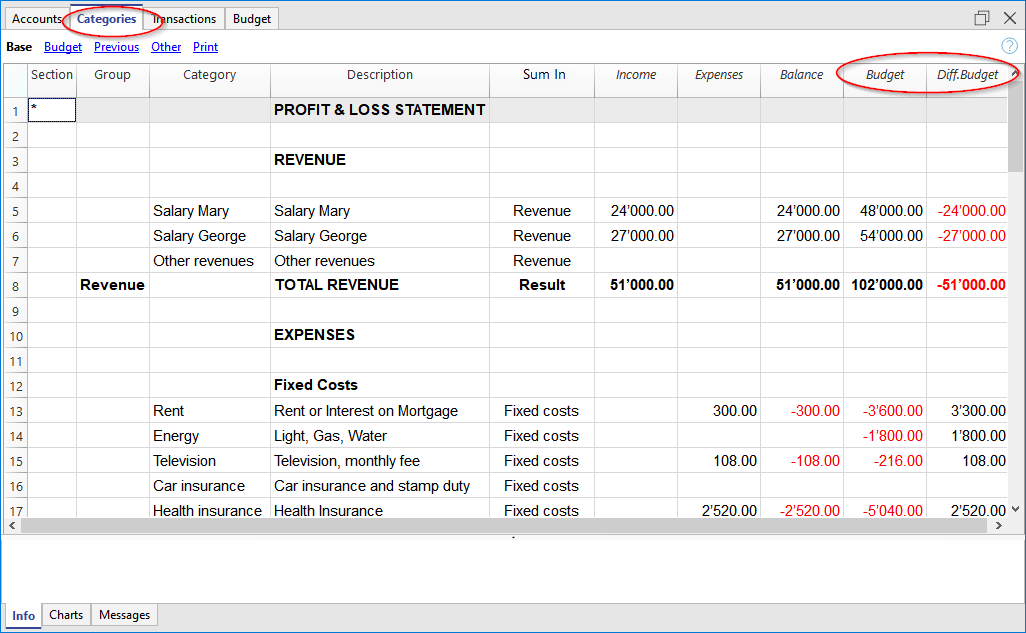 Accounts Categories Transactions Budget
Base Budget Previous Other Print
Section Group Category Description Sum In Income Expenses Balance Budget Diff.Budget
1 * PROFIT & LOSS STATEMENT
2
3 REVENUE
4
5 Salary Mary Salary Mary Revenue 24’000.00 24’000.00 48’000.00 -24’000.00
6 Salary George Salary George Revenue 27’000.00 27’000.00 54’000.00 -27’000.00
7 Other revenues Other revenues Revenue
8 Revenue TOTAL REVENUE Result 51’000.00 51’000.00 102’000.00 -51’000.00
9
10 EXPENSES
11
12 Fixed Costs
13 Rent Rent or Interest on Mortgage Fixed costs 300.00 -300.00 -3’600.00 3’300.00
14 Energy Light, Gas, Water Fixed costs -1’800.00 1’800.00
15 Television Television, monthly fee Fixed costs 108.00 -108.00 -216.00 108.00
16 Car insurance Car insurance and stamp duty Fixed costs
17 Health insurance Health Insurance Fixed costs 2’520.00 -2’520.00 -5’040.00 2’520.00
Info Charts Messages